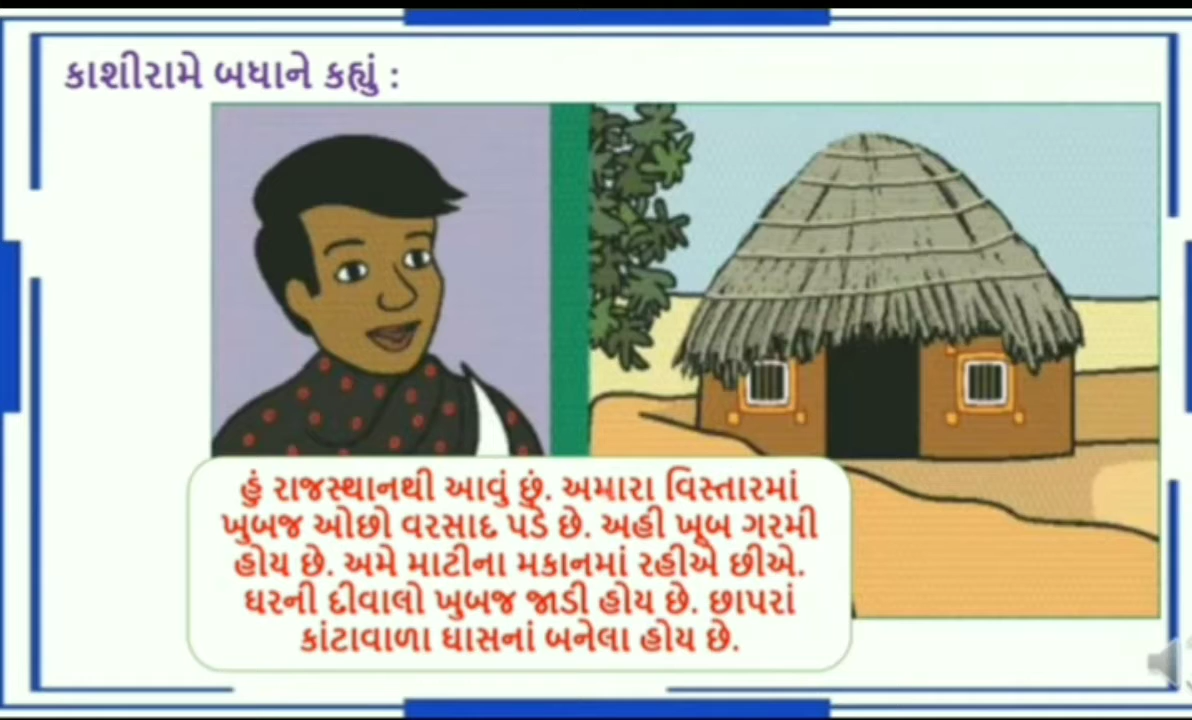 કાશીરામે બધાને કહ્યું :
હું રાજસ્થાનથી આવું છું. અમારા વિસ્તારમાં
ખુબજ ઓછો વરસાદ પડે છે. અહી ખૂબ ગરમી
હોય છે. અમે માટીના મકાનમાં રહીએ છીએ.
ઘરની દીવાલો ખુબજ જાડી હોય છે. છાપરાં
કાંટાવાળા ઘાસનાં બનેલા હોય છે.